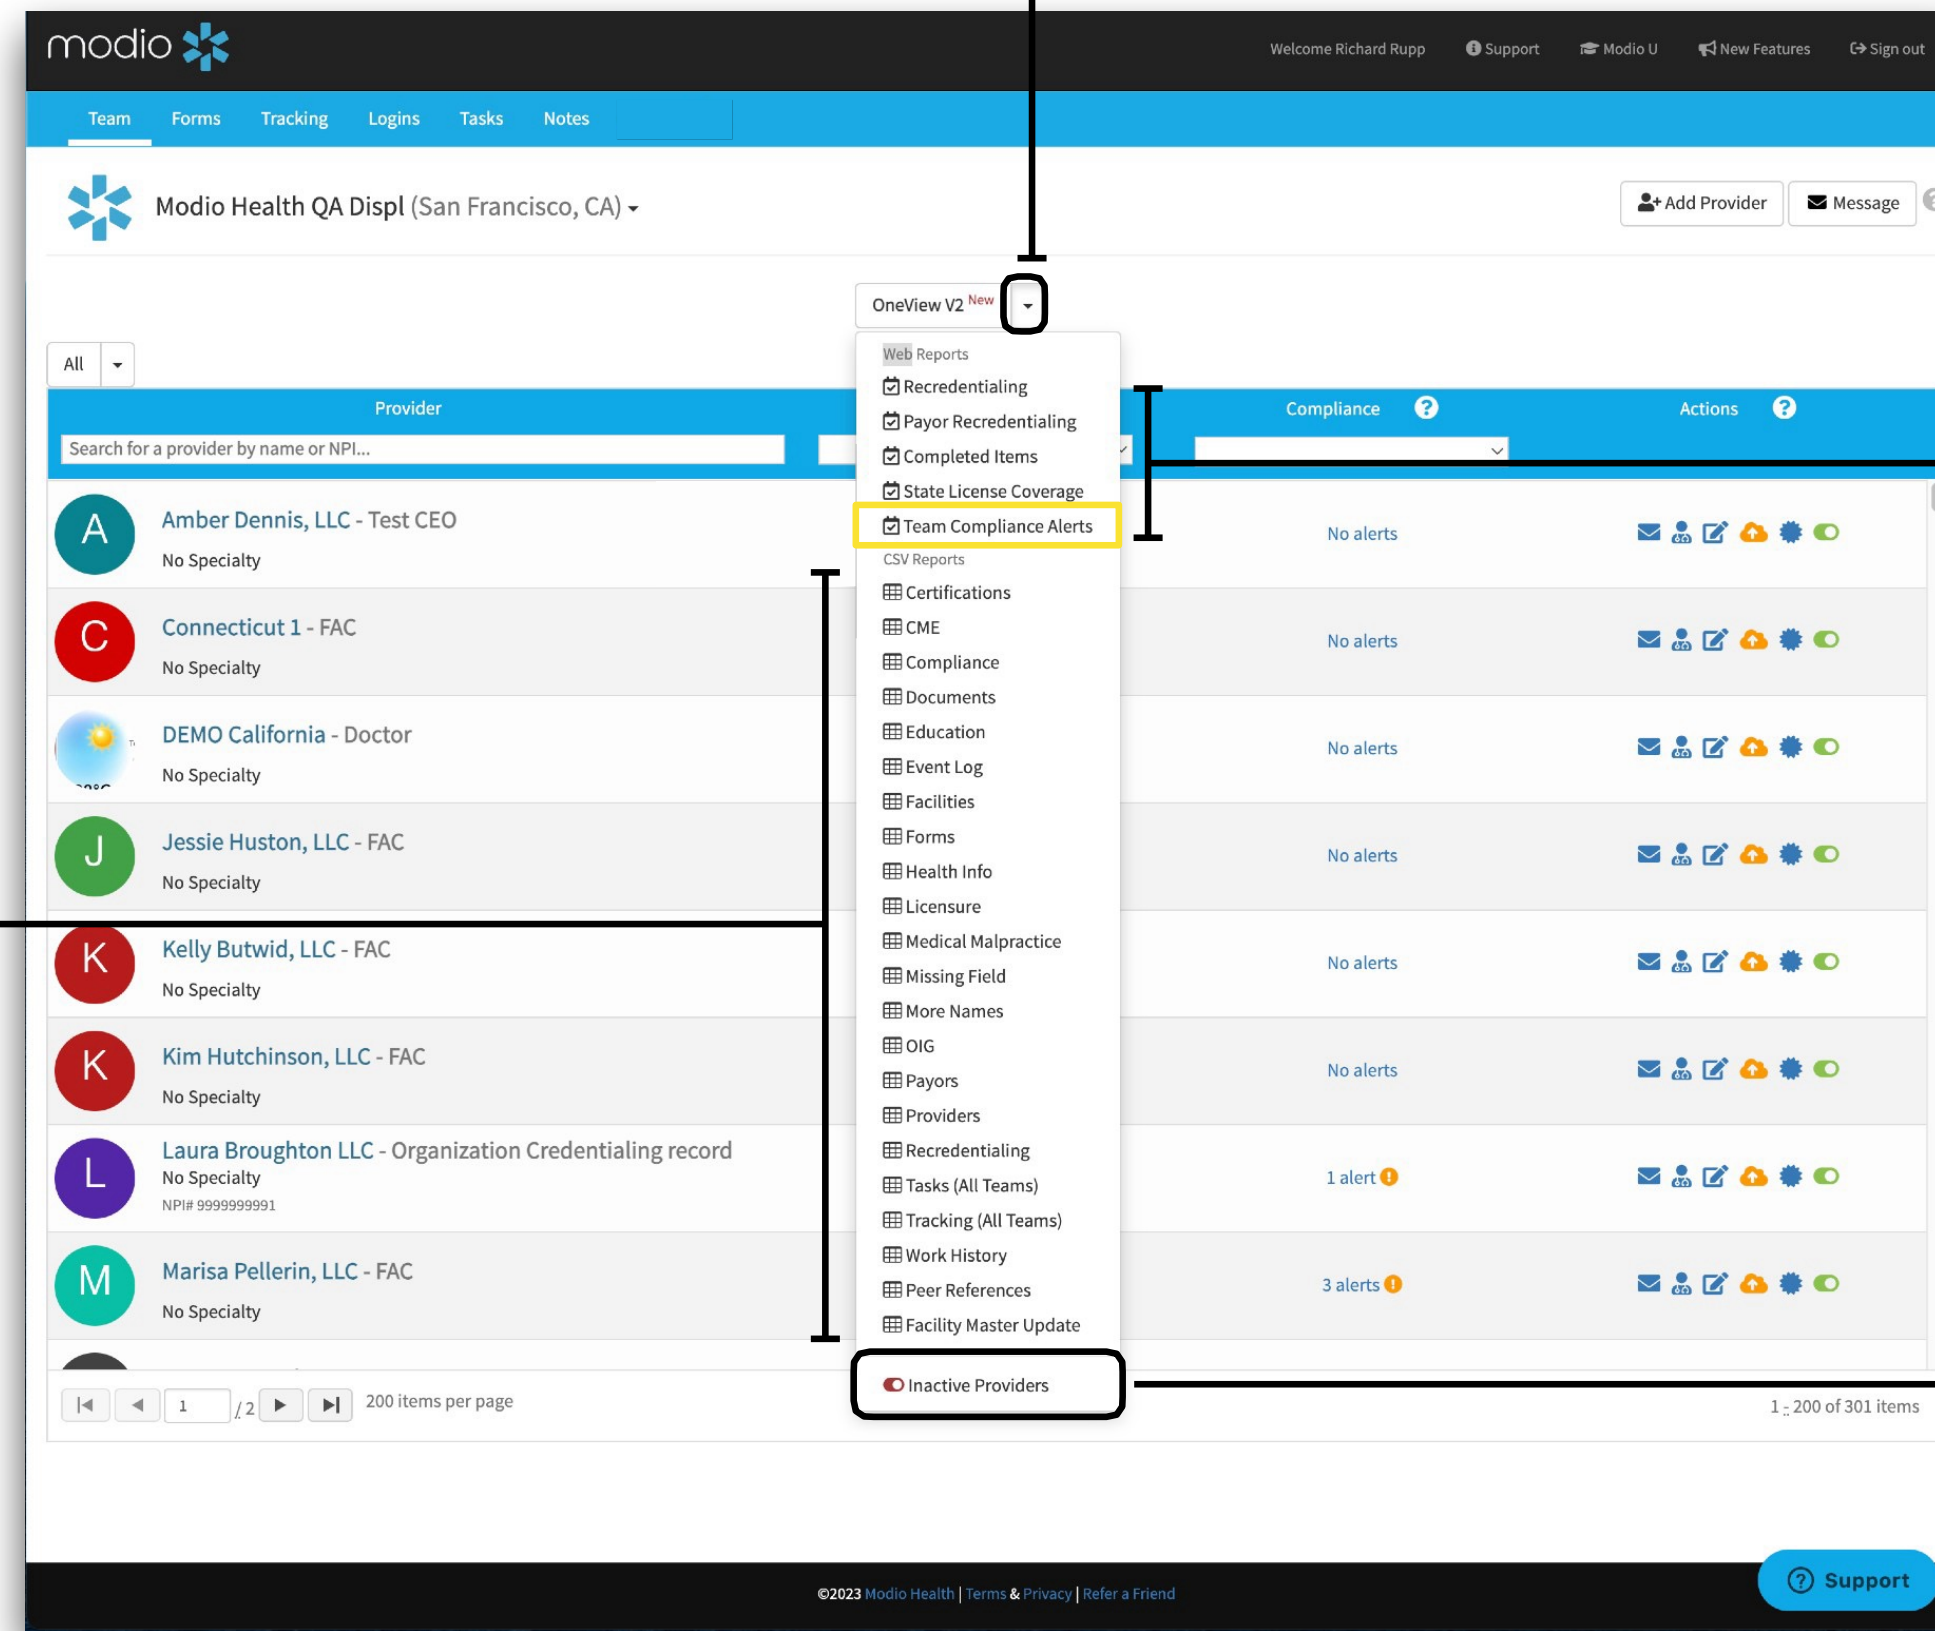 modio
Welcome Richard Rupp Support Modio U New Features Sign out
Team Forms Tracking Logins Tasks Notes
Modio Health QA Displ (San Francisco, CA)
Add Provider Message
OneView V2 New
All
Web Reports
Recredentialing
Payor Recredentialing
Completed Items
State License Coverage
Team Compliance Alerts
CSV Reports
Certifications
CME
Compliance
Documents
Education
Event Log
Facilities
Forms
Health Info
Licensure
Medical Malpractice
Missing Field
More Names
OIG
Payors
Providers
Recredentialing
Tasks (All Teams)
Tracking (All Teams)
Work History
Peer References
Facility Master Update
Inactive Providers
Provider Compliance ? Actions ?
Search for a provider by name or NPI...
A
Amber Dennis, LLC - Test CEO
No Specialty
No alerts
C
Connecticut 1 - FAC
No Specialty
No alerts
DEMO California - Doctor
No Specialty
No alerts
J
Jessie Huston, LLC - FAC
No Specialty
No alerts
K
Kelly Butwid, LLC - FAC
No Specialty
No alerts
K
Kim Hutchinson, LLC - FAC
No Specialty
No alerts
L
Laura Broughton LLC - Organization Credentialing record
No Specialty
NPI# 9999999991
1 alert
M
Marisa Pellerin, LLC - FAC
No Specialty
3 alerts
1 / 2 200 items per page
1 - 200 of 301 items
Support
©2023 Modio Health | Terms & Privacy | Refer a Friend